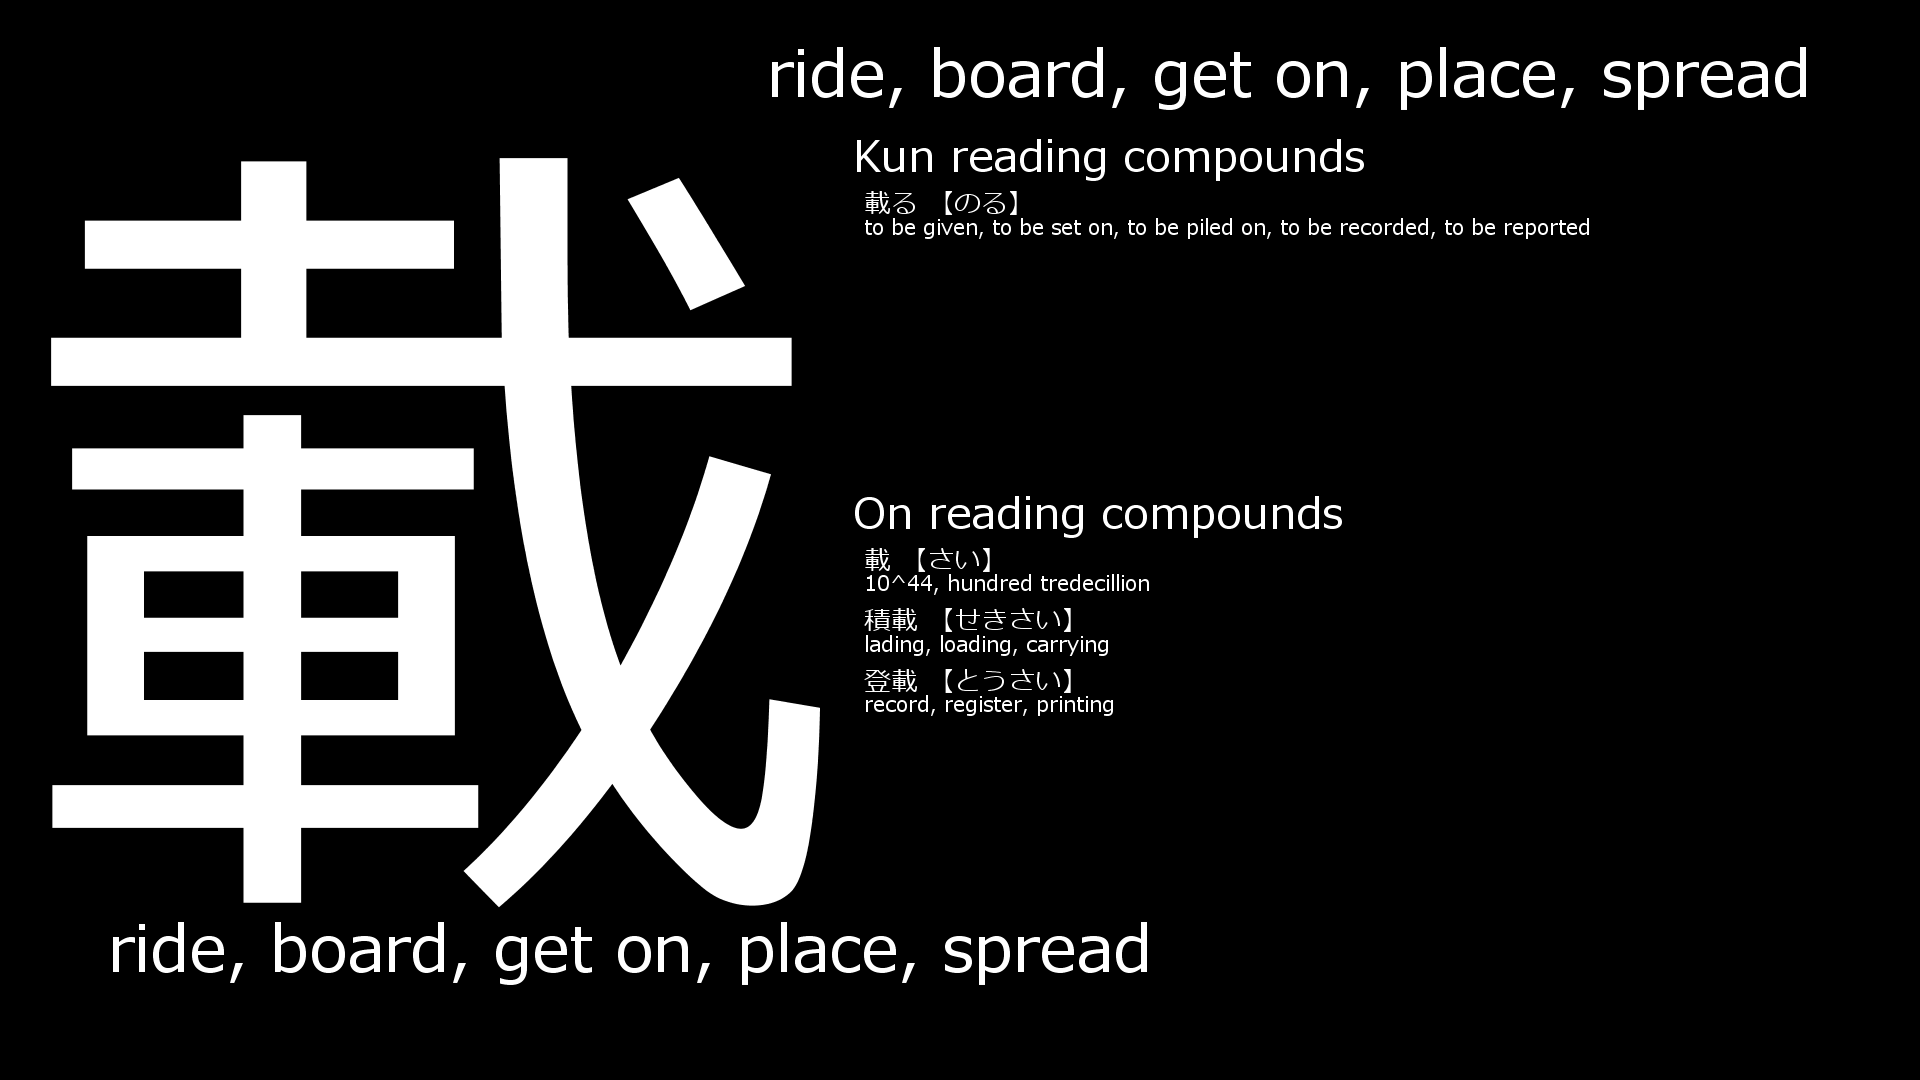 ride, board, get on, place, spread
載
Kun reading compounds
載る 【のる】
to be given, to be set on, to be piled on, to be recorded, to be reported
On reading compounds
載 【さい】
10^44, hundred tredecillion
積載 【せきさい】
lading, loading, carrying
登載 【とうさい】
record, register, printing
ride, board, get on, place, spread